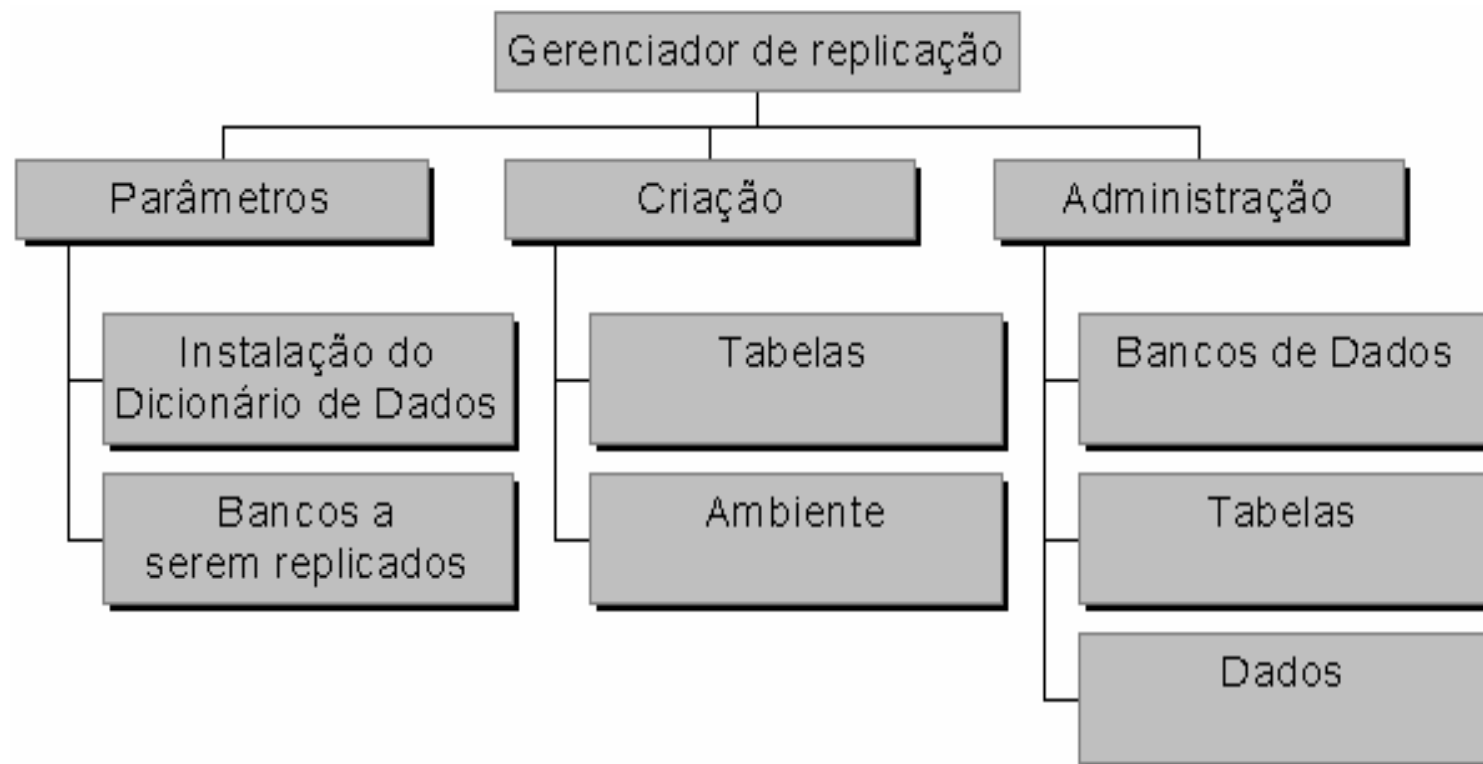 Gerenciador de replicação
Parâmetros
Criação
Administração
Instalação do
Dicionário de Dados
Tabelas
Bancos de Dados
Bancos a
serem replicados
Ambiente
Tabelas
Dados